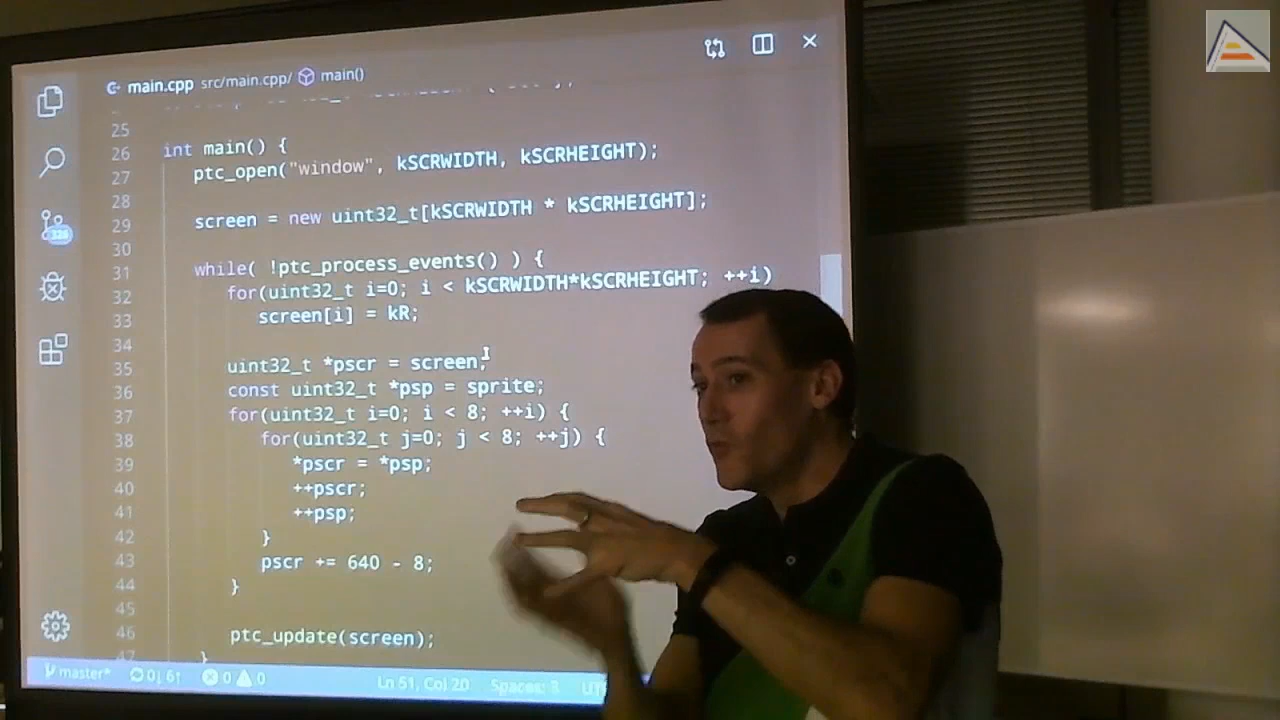 main.cpp src/main.cpp/ main()
25
26 int main() {
27 ptc_open("window", kSCRWIDTH, kSCRHEIGHT);
28
29 screen = new uint32_t[kSCRWIDTH * kSCRHEIGHT];
30
31 while( !ptc_process_events() ) {
32 for(uint32_t i=0; i < kSCRWIDTH*kSCRHEIGHT; ++i)
33 screen[i] = kR;
34
35 uint32_t *pscr = screen;
36 const uint32_t *psp = sprite;
37 for(uint32_t i=0; i < 8; ++i) {
38 for(uint32_t j=0; j < 8; ++j) {
39 *pscr = *psp;
40 ++pscr;
41 ++psp;
42 }
43 pscr += 640 - 8;
44 }
45
46 ptc_update(screen);
}
master* 0↓ 6↑ 0 0 Ln 51, Col 20 Spaces: 3